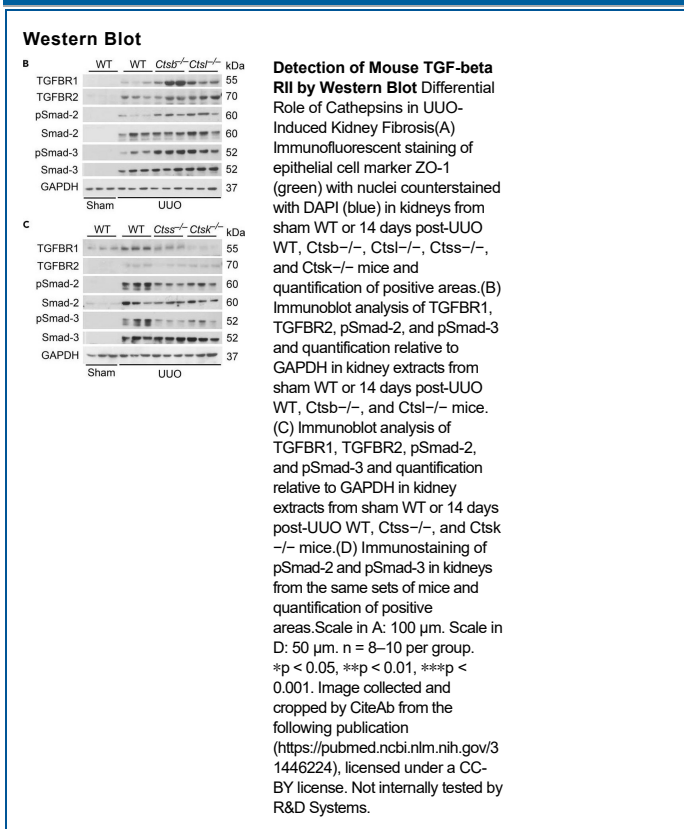 Western Blot
B
WT WT Ctsb−/− Ctsl−/− kDa
TGFBR1 55
TGFBR2 70
pSmad-2 60
Smad-2 60
pSmad-3 52
Smad-3 52
GAPDH 37
Sham UUO
C
WT WT Ctss−/− Ctsk−/− kDa
TGFBR1 55
TGFBR2 70
pSmad-2 60
Smad-2 60
pSmad-3 52
Smad-3 52
GAPDH 37
Sham UUO
Detection of Mouse TGF-beta
RII by Western Blot Differential
Role of Cathepsins in UUO-
Induced Kidney Fibrosis(A)
Immunofluorescent staining of
epithelial cell marker ZO-1
(green) with nuclei counterstained
with DAPI (blue) in kidneys from
sham WT or 14 days post-UUO
WT, Ctsb−/−, Ctsl−/−, Ctss−/−,
and Ctsk−/− mice and
quantification of positive areas.(B)
Immunoblot analysis of TGFBR1,
TGFBR2, pSmad-2, and pSmad-3
and quantification relative to
GAPDH in kidney extracts from
sham WT or 14 days post-UUO
WT, Ctsb−/−, and Ctsl−/− mice.
(C) Immunoblot analysis of
TGFBR1, TGFBR2, pSmad-2,
and pSmad-3 and quantification
relative to GAPDH in kidney
extracts from sham WT or 14 days
post-UUO WT, Ctss−/−, and Ctsk
−/− mice.(D) Immunostaining of
pSmad-2 and pSmad-3 in kidneys
from the same sets of mice and
quantification of positive
areas.Scale in A: 100 μm. Scale in
D: 50 μm. n = 8–10 per group.
∗p < 0.05, ∗∗p < 0.01, ∗∗∗p <
0.001. Image collected and
cropped by CiteAb from the
following publication
(https://pubmed.ncbi.nlm.nih.gov/3
1446224), licensed under a CC-
BY license. Not internally tested by
R&D Systems.